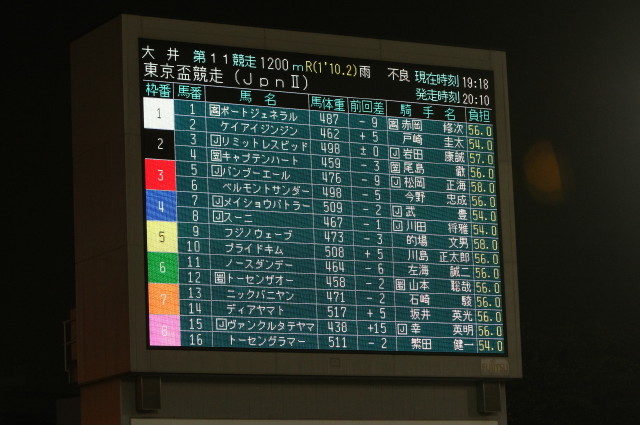 大井 第11競走 1200mR(1'10.2)雨 不良 現在時刻 19:18
東京盃競走(JpnⅡ) 発走時刻 20:10
枠番 馬番 馬名 馬体重 前回差 騎手名 負担
1 1 ポートジェネラル 487 -9 赤岡 修次 56.0
2 ケイアイジンジン 462 +5 戸崎 圭太 54.0
2 3 Jリミットレスビッド 498 ±0 J岩田 康誠 57.0
4 キャプテンハート 459 -3 尾島 徹 56.0
3 5 Jバンブーエール 476 -9 J松岡 正海 58.0
6 ベルモントサンダー 498 -5 今野 忠成 56.0
4 7 Jメイショウバトラー 509 -2 J武 豊 54.0
8 Jスーニ 467 -1 J川田 将雅 54.0
5 9 フジノウェーブ 473 -3 的場 文男 58.0
10 プライドキム 508 +5 川島 正太郎 56.0
6 11 ノースダンデー 464 -6 左海 誠二 56.0
12 トーセンザオー 458 -2 山本 聡哉 56.0
7 13 ニックバニヤン 471 -2 石崎 駿 56.0
14 ディアヤマト 517 +5 坂井 英光 56.0
8 15 Jヴァンクルタテヤマ 438 +15 J幸 英明 56.0
16 トーセングラマー 511 -2 繁田 健一 54.0